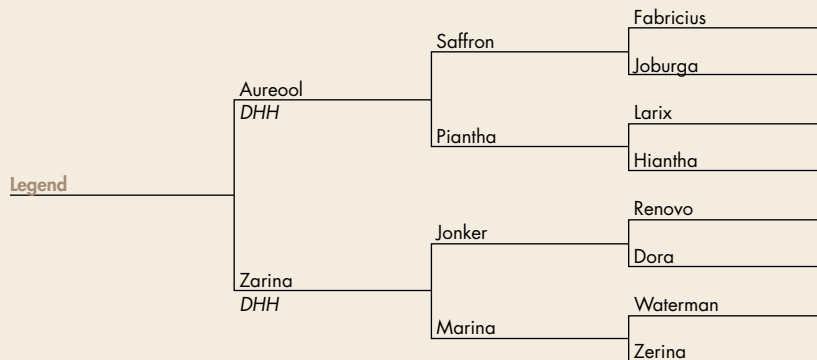 Fabricius
Saffron
Joburga
Aureool
DHH
Larix
Piantha
Hiantha
Legend
Renovo
Jonker
Dora
Zarina
DHH
Waterman
Marina
Zerina